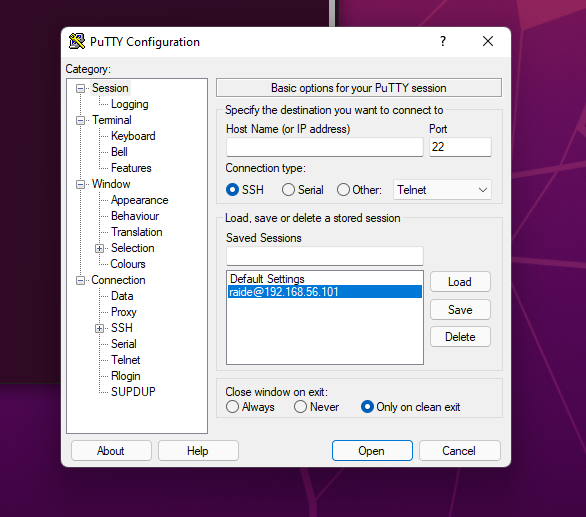 PuTTY Configuration
?
Category:
Session
Logging
Terminal
Keyboard
Bell
Features
Window
Appearance
Behaviour
Translation
Selection
Colours
Connection
Data
Proxy
SSH
Serial
Telnet
Rlogin
SUPDUP
Basic options for your PuTTY session
Specify the destination you want to connect to
Host Name (or IP address) Port
22
Connection type:
SSH Serial Other: Telnet
Load, save or delete a stored session
Saved Sessions
Default Settings
raide@192.168.56.101
Load
Save
Delete
Close window on exit:
Always Never Only on clean exit
About Help Open Cancel